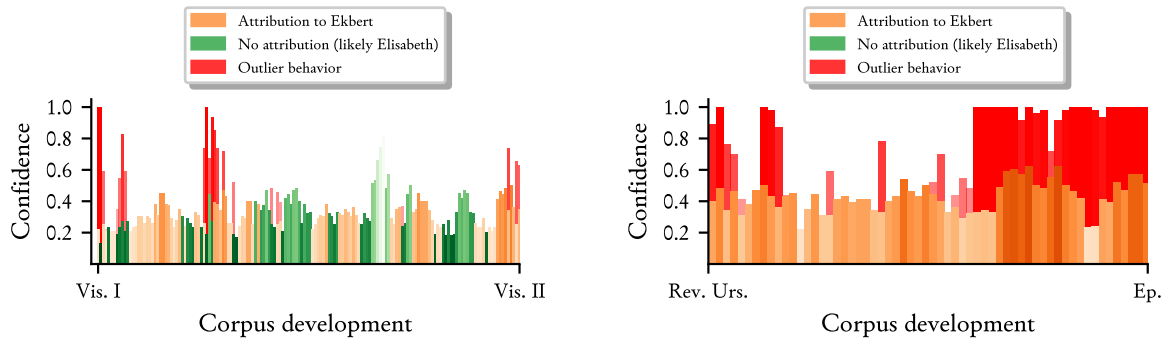 Attribution to Ekbert
No attribution (likely Elisabeth)
Outlier behavior
Confidence
1.0
0.8
0.6
0.4
0.2
Vis. I
Vis. II
Corpus development
Attribution to Ekbert
No attribution (likely Elisabeth)
Outlier behavior
Confidence
1.0
0.8
0.6
0.4
0.2
Rev. Urs.
Ep.
Corpus development